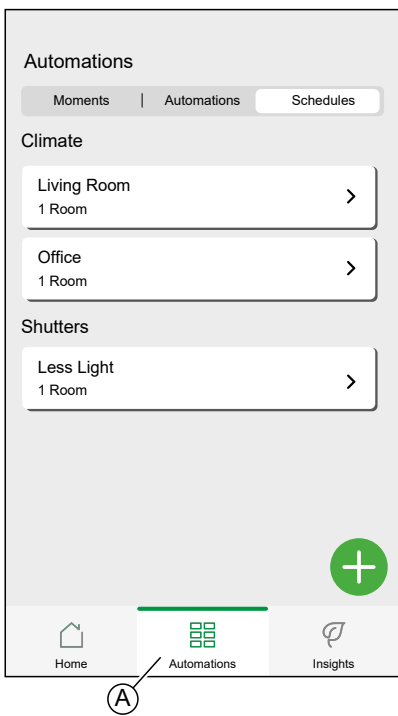 Automations
Moments | Automations Schedules
Climate
Living Room
1 Room
Office
1 Room
Shutters
Less Light
1 Room
Home Automations Insights
A